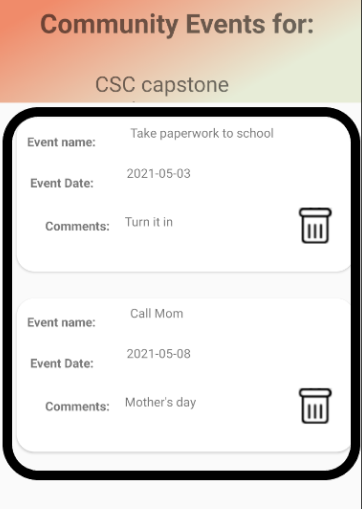 Community Events for:
CSC capstone
Event name: Take paperwork to school
Event Date: 2021-05-03
Comments: Turn it in
Event name: Call Mom
Event Date: 2021-05-08
Comments: Mother's day